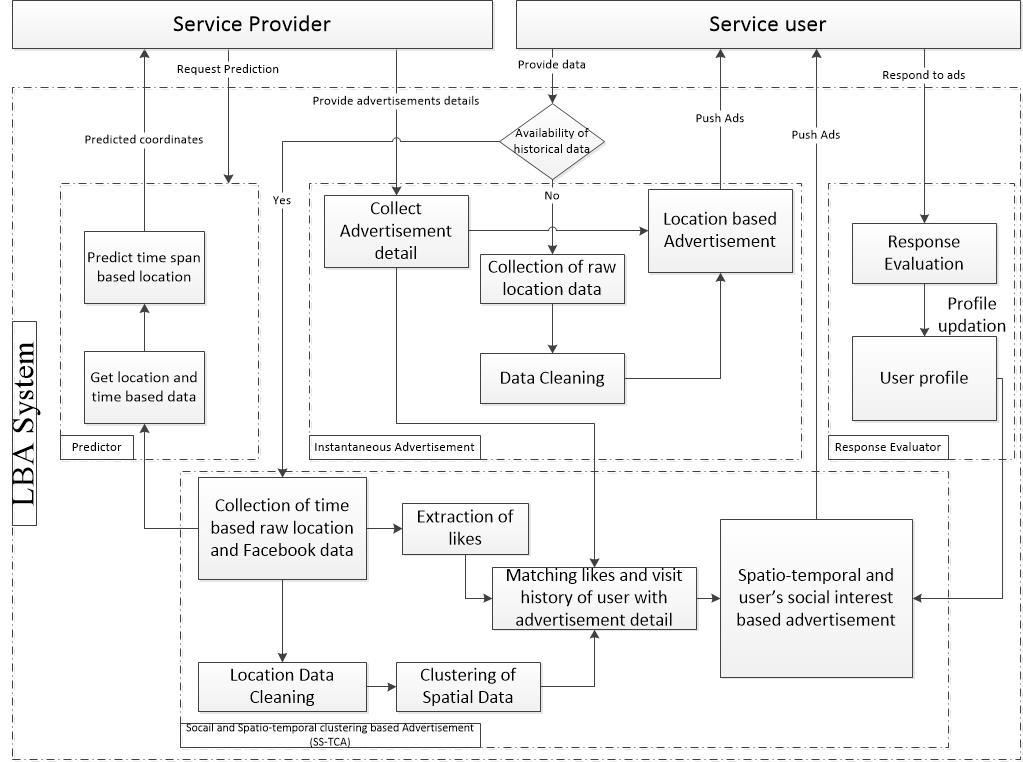 Service Provider
Service user
Request Prediction
Provide data
Respond to ads
Provide advertisements details
Push Ads
Push Ads
Predicted coordinates
Availability of
historical data
Yes
No
Collect
Advertisement
detail
Location based
Advertisement
Response
Evaluation
Predict time span
based location
Collection of raw
location data
Profile
updation
Get location and
time based data
Data Cleaning
User profile
LBA System
Predictor
Instantaneous Advertisement
Response Evaluator
Collection of time
based raw location
and Facebook data
Extraction of
likes
Matching likes and visit
history of user with
advertisement detail
Spatio-temporal and
user's social interest
based advertisement
Location Data
Cleaning
Clustering of
Spatial Data
Socail and Spatio-temporal clustering based Advertisement
(SS-TCA)